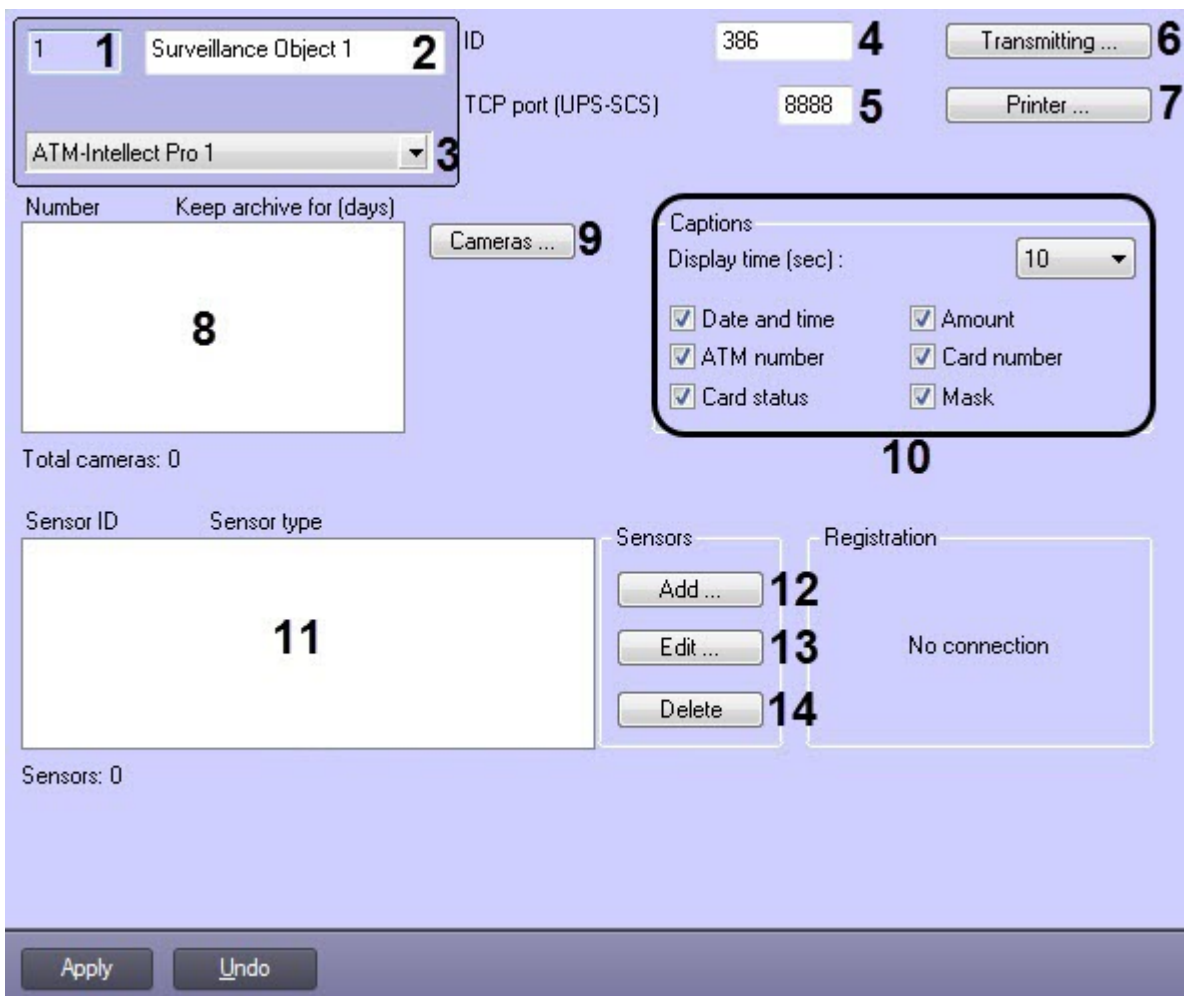 1 1 Surveillance Object 1 2 ID 386 4 Transmitting ... 6
TCP port (UPS-SCS) 8888 5 Printer ... 7
ATM-Intellect Pro 1 3
Number Keep archive for (days)
Cameras ... 9
8
Total cameras: 0
Captions
Display time (sec) : 10
Date and time Amount
ATM number Card number
Card status Mask
10
Sensor ID Sensor type
11
Sensors: 0
Sensors
Add ... 12
Edit ... 13
Delete 14
Registration
No connection
Apply Undo